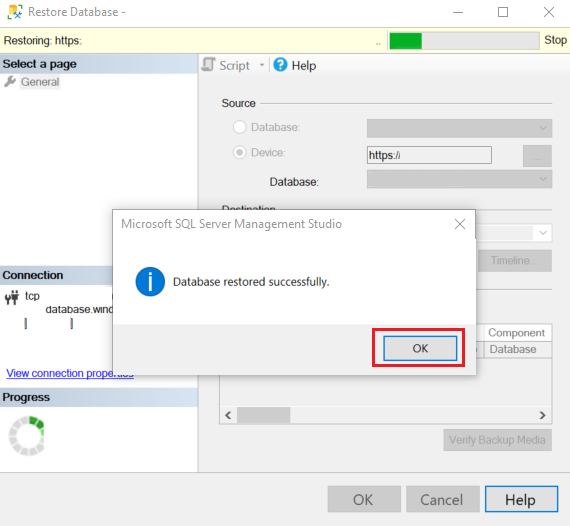 Restore Database -
Restoring: https: .. Stop
Select a page
General
Script Help
Source
Database:
Device: https:// ...
Database:
Destination
Microsoft SQL Server Management Studio
Database restored successfully.
OK
Timeline...
Connection
tcp
database.wind
View connection properties
Component
Database
Progress
Verify Backup Media
OK Cancel Help